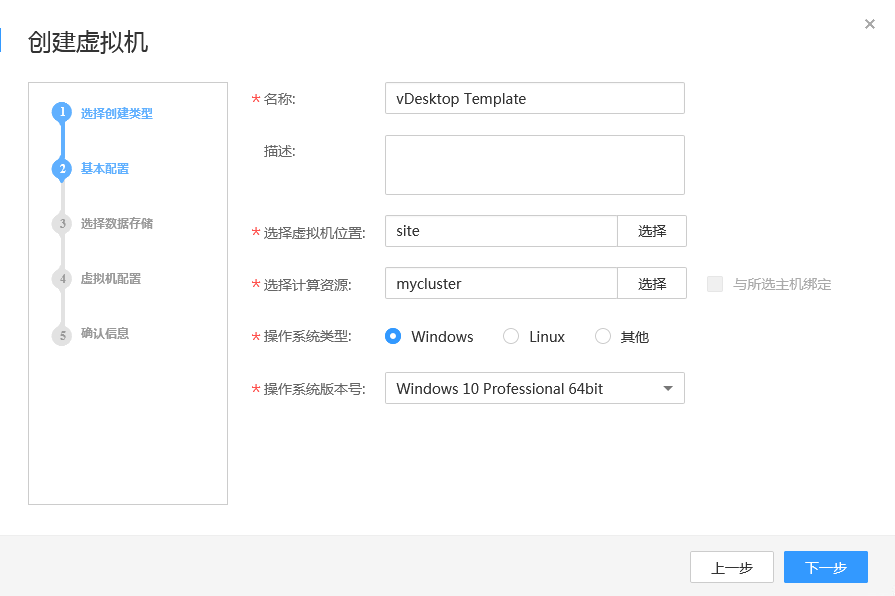 创建虚拟机
×
1 选择创建类型
2 基本配置
3 选择数据存储
4 虚拟机配置
5 确认信息
* 名称: vDesktop Template
描述:
* 选择虚拟机位置: site 选择
* 选择计算资源: mycluster 选择 与所选主机绑定
* 操作系统类型: Windows Linux 其他
* 操作系统版本号: Windows 10 Professional 64bit
上一步 下一步